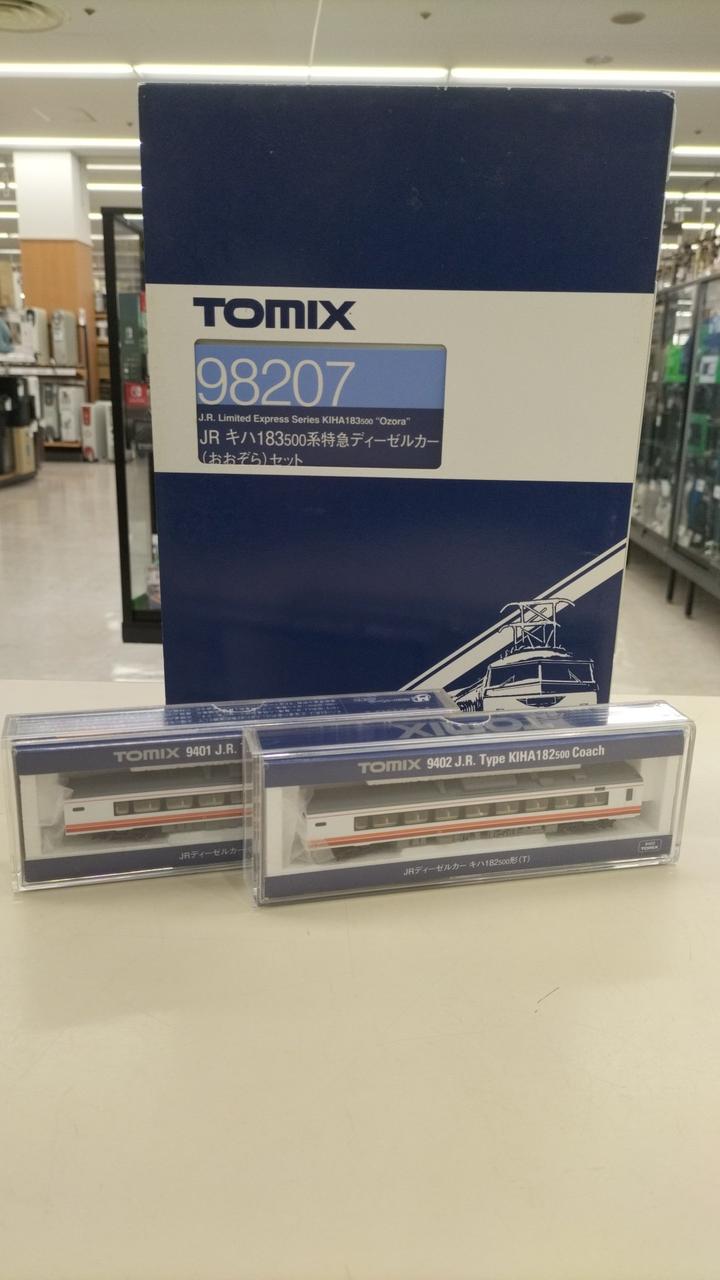 TOMIX
98207
J.R. Limited Express Series KIHA183500 "Ozora"
JR キハ183500系特急ディーゼルカー
(おおぞら)セット
TOMIX 9401 J.R.
JRディーゼルカー
TOMIX
TOMIX 9402 J.R. Type KIHA182500 Coach
JRディーゼルカー キハ182500形(T)
9402
TOMIX